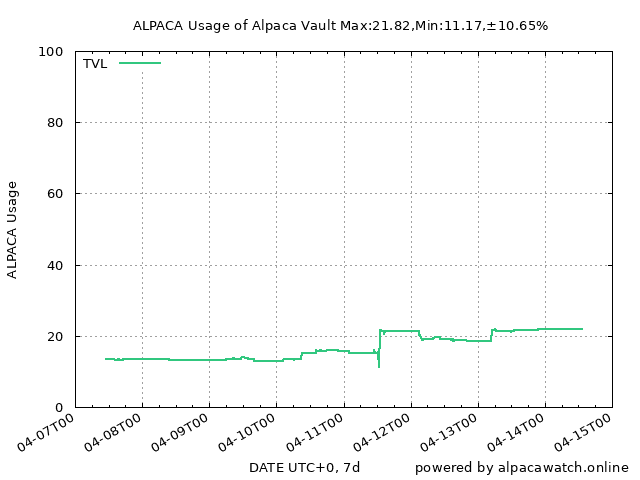 ALPACA Usage of Alpaca Vault Max:21.82,Min:11.17,±10.65%
100
TVL
80
60
ALPACA Usage
40
20
0
04-07T00 04-08T00 04-09T00 04-10T00 04-11T00 04-12T00 04-13T00 04-14T00 04-15T00
DATE UTC+0, 7d powered by alpacawatch.online